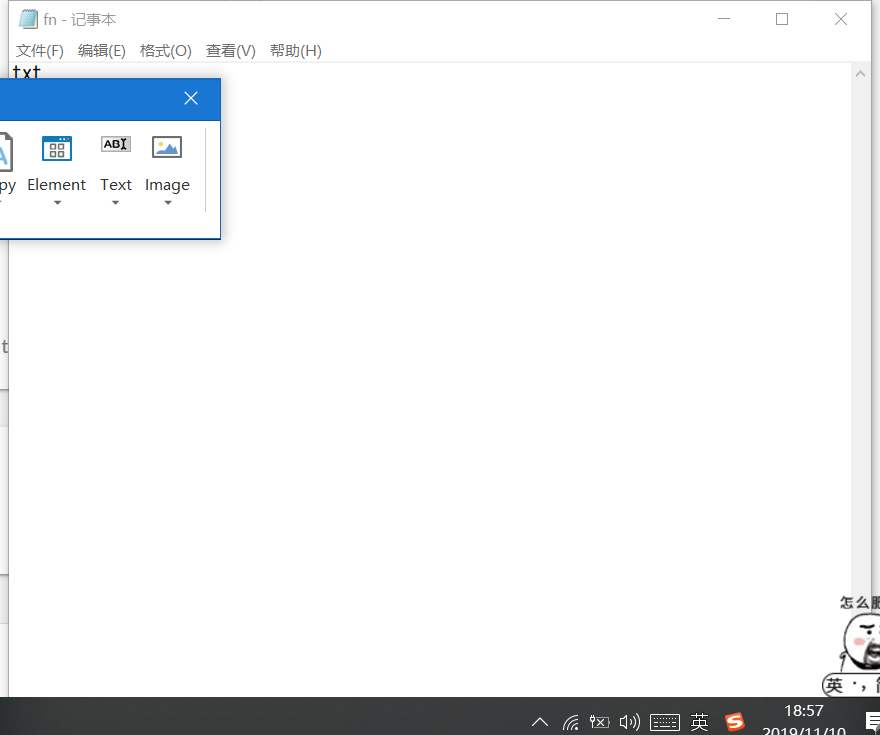 fn - 记事本
文件(F) 编辑(E) 格式(O) 查看(V) 帮助(H)
txt
py Element Text Image
t
怎么
英
英
18:57
2019/11/10